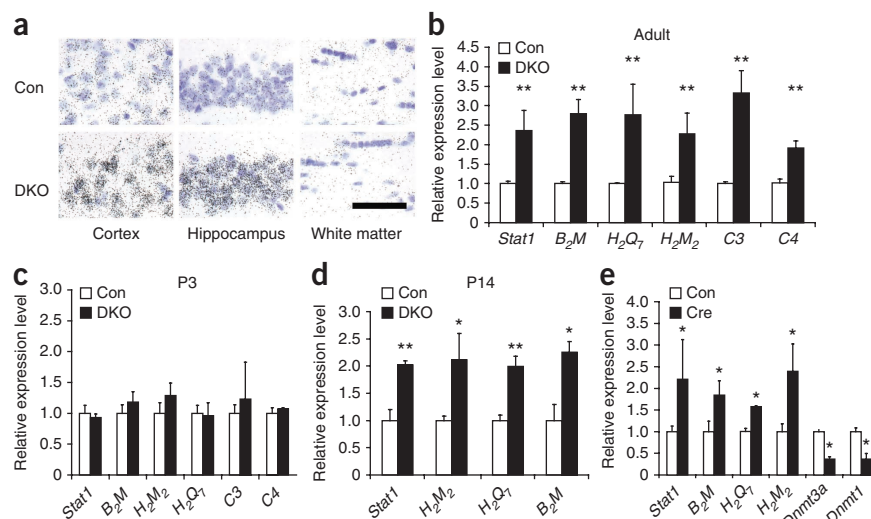 a
Con
DKO
Cortex Hippocampus White matter
b
Adult
Con
DKO
Relative expression level
4.5
4.0
3.5
3.0
2.5
2.0
1.5
1.0
0.5
0
** ** ** ** ** **
Stat1 B2M H2Q7 H2M2 C3 C4
c
P3
Con
DKO
Relative expression level
3.0
2.5
2.0
1.5
1.0
0.5
0
Stat1 B2M H2M2 H2Q7 C3 C4
d
P14
Con
DKO
Relative expression level
3.0
2.5
2.0
1.5
1.0
0.5
0
** * ** *
Stat1 H2M2 H2Q7 B2M
e
Con
Cre
Relative expression level
4.0
3.5
3.0
2.5
2.0
1.5
1.0
0.5
0
* * * * * *
Stat1 B2M H2Q7 H2M2 Dnmt3a Dnmt1